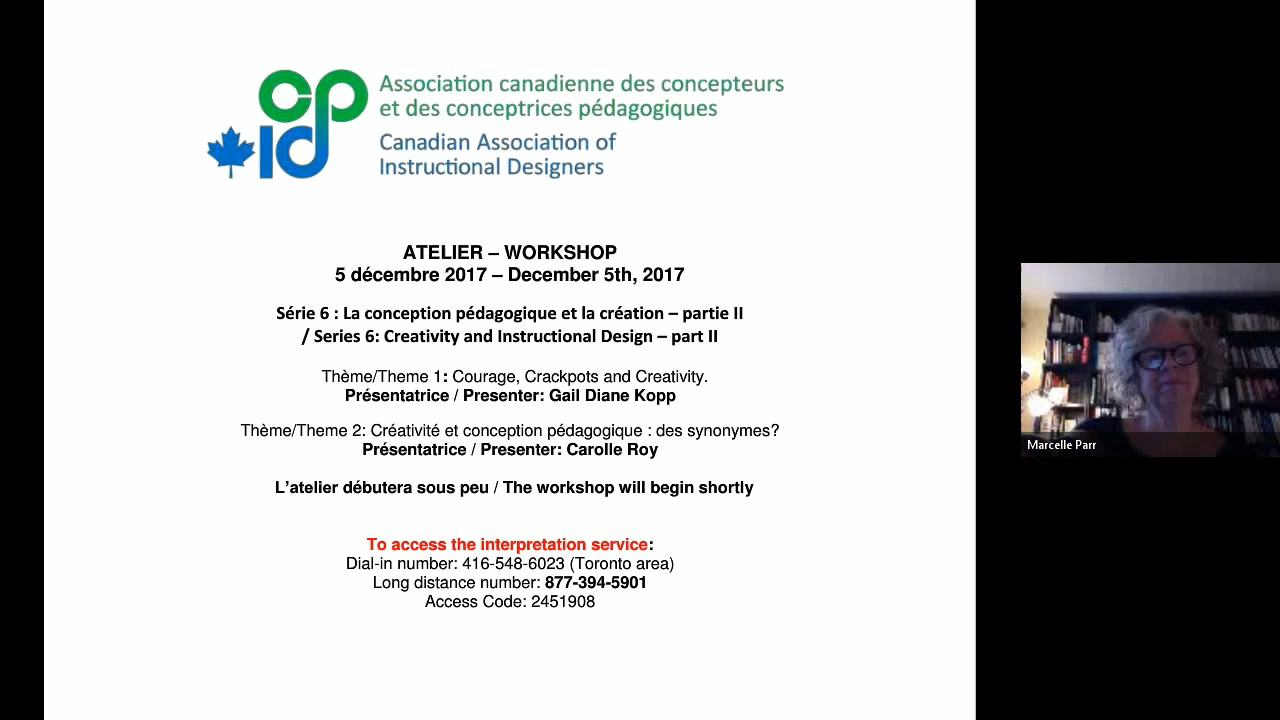 cp
id
Association canadienne des concepteurs
et des conceptrices pédagogiques
Canadian Association of
Instructional Designers
ATELIER – WORKSHOP
5 décembre 2017 – December 5th, 2017
Série 6 : La conception pédagogique et la création – partie II
/ Series 6: Creativity and Instructional Design – part II
Thème/Theme 1: Courage, Crackpots and Creativity.
Présentatrice / Presenter: Gail Diane Kopp
Thème/Theme 2: Créativité et conception pédagogique : des synonymes?
Présentatrice / Presenter: Carolle Roy
L’atelier débutera sous peu / The workshop will begin shortly
To access the interpretation service:
Dial-in number: 416-548-6023 (Toronto area)
Long distance number: 877-394-5901
Access Code: 2451908
Marcelle Parr